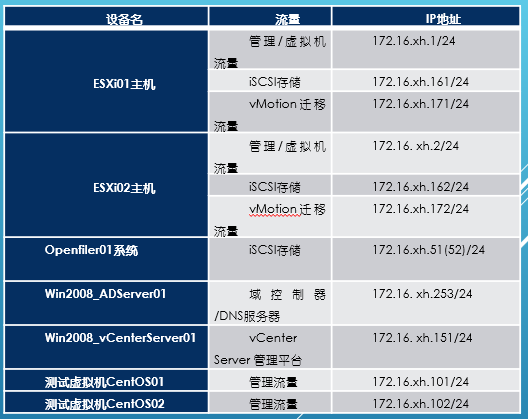 设备名 流量 IP地址
ESXi01主机 管理/虚拟机 172.16.xh.1/24
流量
iSCSI存储 172.16.xh.161/24
vMotion迁移 172.16.xh.171/24
流量
ESXi02主机 管理/虚拟机 172.16. xh.2/24
流量
iSCSI存储 172.16.xh.162/24
vMotion迁移 172.16.xh.172/24
流量
Openfiler01系统 iSCSI存储 172.16.xh.51(52)/24
Win2008_ADServer01 域控制器 172.16. xh.253/24
/DNS服务器
Win2008_vCenterServer01 vCenter 172.16. xh.151/24
Server 管理平台
测试虚拟机CentOS01 管理流量 172.16.xh.101/24
测试虚拟机CentOS02 管理流量 172.16.xh.102/24